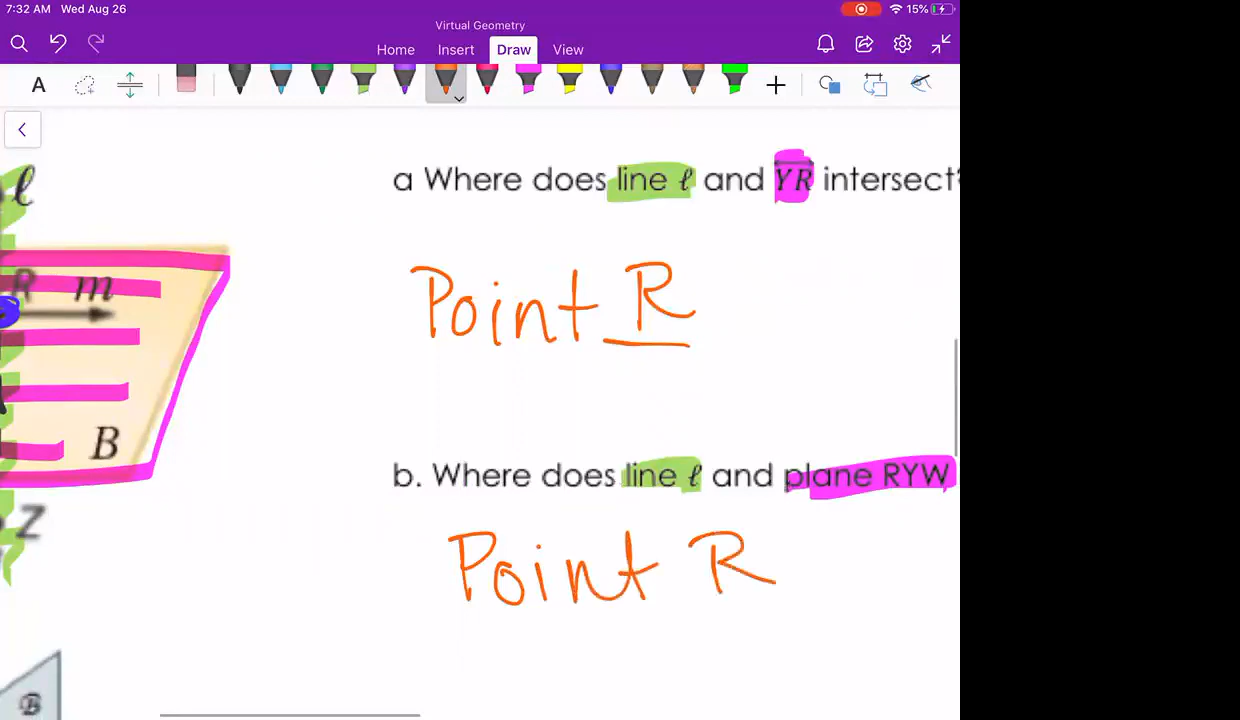 7:32 AM Wed Aug 26
15%
Virtual Geometry
Home Insert Draw View
A
a Where does line ℓ and YR intersect?
ℓ
R m
Point R
B
b. Where does line ℓ and plane RYW
Z
Point R
B